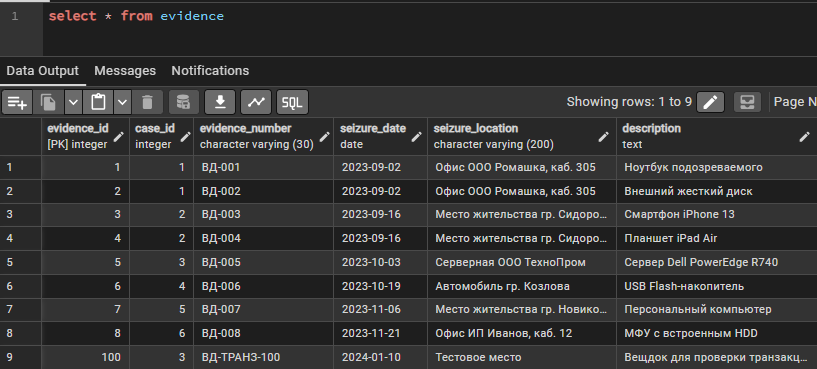 1 select * from evidence
Data Output Messages Notifications
SQL Showing rows: 1 to 9 Page N
evidence_id case_id evidence_number seizure_date seizure_location description
[PK] integer integer character varying (30) date character varying (200) text
1 1 1 ВД-001 2023-09-02 Офис ООО Ромашка, каб. 305 Ноутбук подозреваемого
2 2 1 ВД-002 2023-09-02 Офис ООО Ромашка, каб. 305 Внешний жесткий диск
3 3 2 ВД-003 2023-09-16 Место жительства гр. Сидоро... Смартфон iPhone 13
4 4 2 ВД-004 2023-09-16 Место жительства гр. Сидоро... Планшет iPad Air
5 5 3 ВД-005 2023-10-03 Серверная ООО ТехноПром Сервер Dell PowerEdge R740
6 6 4 ВД-006 2023-10-19 Автомобиль гр. Козлова USB Flash-накопитель
7 7 5 ВД-007 2023-11-06 Место жительства гр. Новико... Персональный компьютер
8 8 6 ВД-008 2023-11-21 Офис ИП Иванов, каб. 12 МФУ с встроенным HDD
9 100 3 ВД-ТРАНЗ-100 2024-01-10 Тестовое место Вещдок для проверки транзакц...